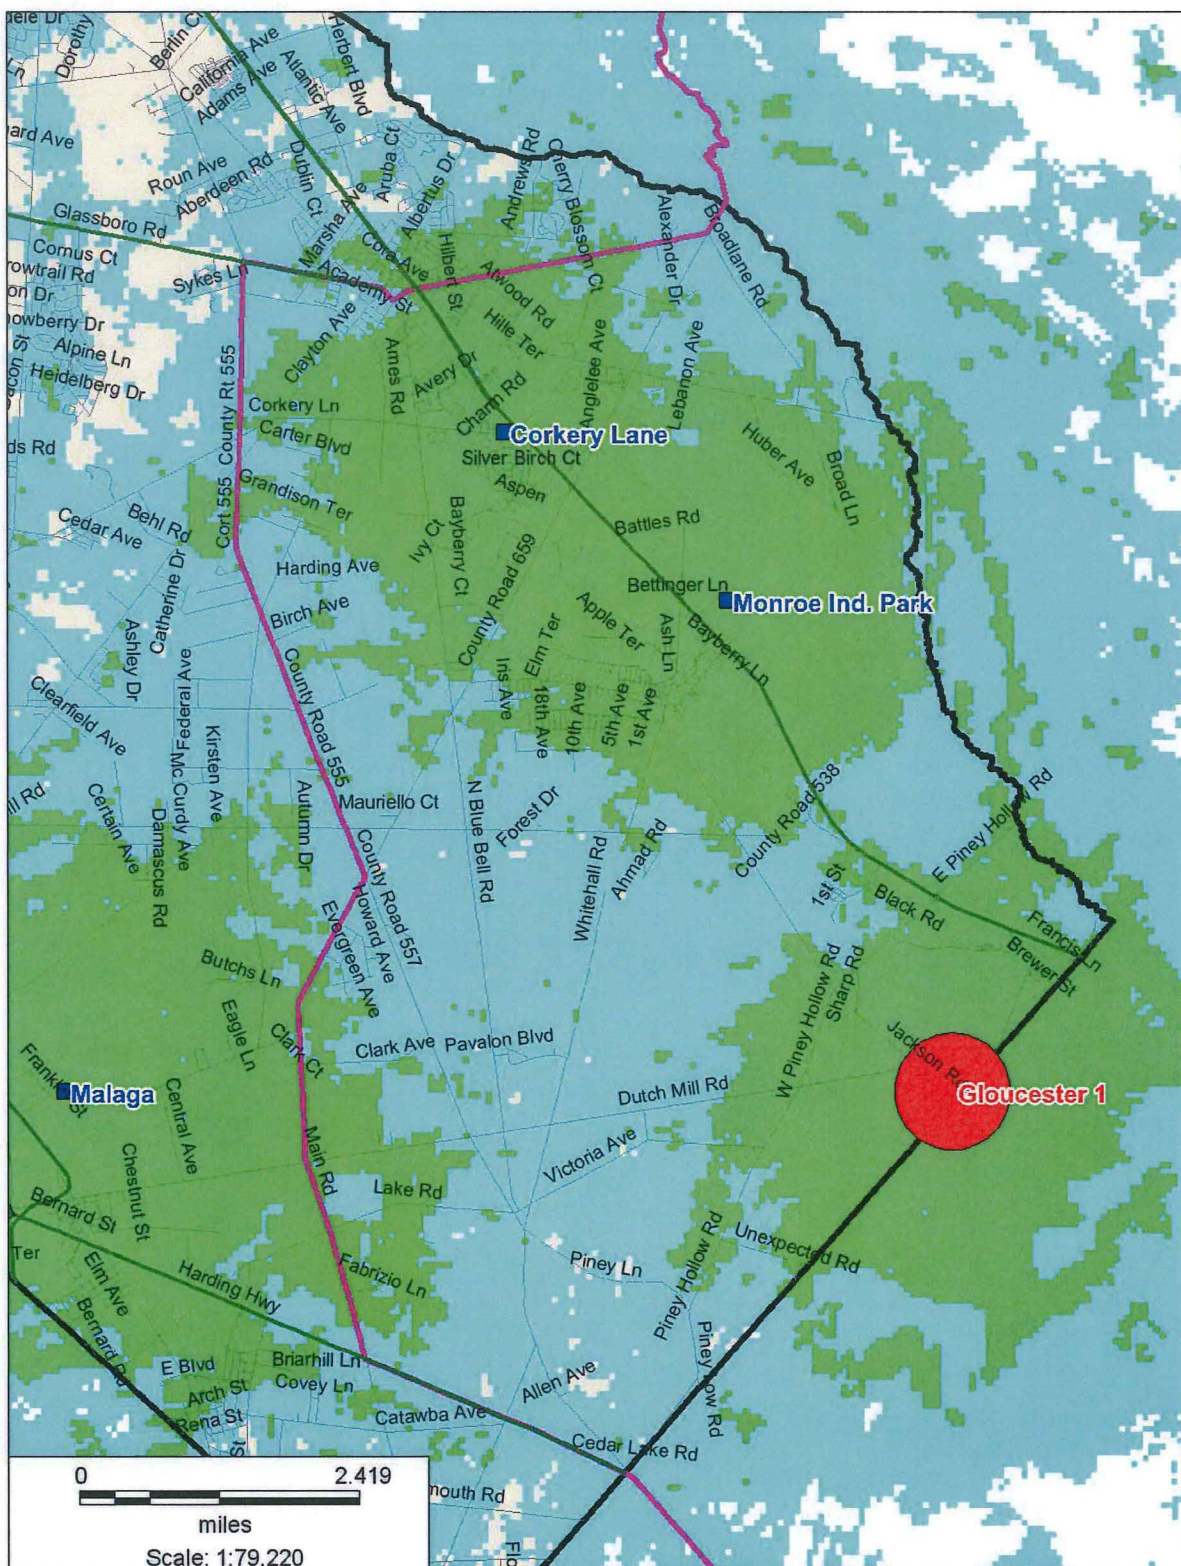 Dorothy
Berlin Ct
California Ave
Adams Ave
Atlantic Ave
Herbert Blvd
Roun Ave
Aberdeen Rd
Dublin Ct
Aruba Ct
Albertus Dr
Andrews Rd
Cherry Blossom Ct
Glassboro Rd
Marsha Ave
Alexander Dr
Broadlane Rd
Cornus Ct
Sykes Ln
Academy St
Cora Ave
Hilbert St
Atwood Rd
Alpine Ln
Clayton Ave
Hille Ter
Heidelberg Dr
Ames Rd
Avery Dr
Anglelee Ave
Lebanon Ave
Cort 555 County Rt 555
Corkery Ln
Charin Rd
Carter Blvd
Corkery Lane
Silver Birch Ct
Huber Ave
Broad Ln
Grandison Ter
Aspen
Cedar Ave
Behl Rd
Ivy Ct
Bayberry Ct
Battles Rd
Harding Ave
County Road 659
Bettinger Ln
Monroe Ind. Park
Catherine Dr
Birch Ave
Apple Ter
Ashley Dr
Elm Ter
Ash Ln
Bayberry Ln
Clearfield Ave
Federal Ave
County Road 555
Iris Ave
18th Ave
10th Ave
5th Ave
1st Ave
Kirsten Ave
Mc Curdy Ave
Certain Ave
Damascus Rd
Autumn Dr
Mauriello Ct
N Blue Bell Rd
Forest Dr
County Road 538
E Piney Hollow Rd
County Road 557
Whitehall Rd
Ahmad Rd
1st St
Black Rd
Howard Ave
Evergreen Ave
Francis Ln
Brewer St
Butchs Ln
Eagle Ln
W Piney Hollow Rd
Sharp Rd
Clark Ct
Clark Ave
Pavalon Blvd
Jackson Rd
Gloucester 1
Malaga
Dutch Mill Rd
Central Ave
Main Rd
Victoria Ave
Chestnut St
Lake Rd
Bernard St
Ter
Unexpected Rd
Piney Ln
Piney Hollow Rd
Elm Ave
Harding Hwy
Fabrizio Ln
E Blvd
Briarhill Ln
Covey Ln
Arch St
Allen Ave
Rena St
Catawba Ave
Cedar Lake Rd
0 2.419
miles
Scale: 1:79,220